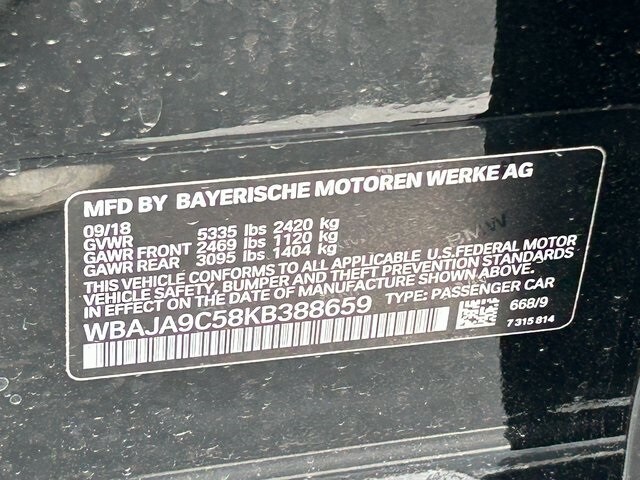 MFD BY BAYERISCHE MOTOREN WERKE AG
09/18
GVWR 5335 lbs 2420 kg
GAWR FRONT 2469 lbs 1120 kg
GAWR REAR 3095 lbs 1404 kg
THIS VEHICLE CONFORMS TO ALL APPLICABLE U.S.FEDERAL MOTOR
VEHICLE SAFETY, BUMPER AND THEFT PREVENTION STANDARDS
IN EFFECT ON THE DATE OF MANUFACTURE SHOWN ABOVE.
WBAJA9C58KB388659 TYPE: PASSENGER CAR
668/9
7 315 814
BMW